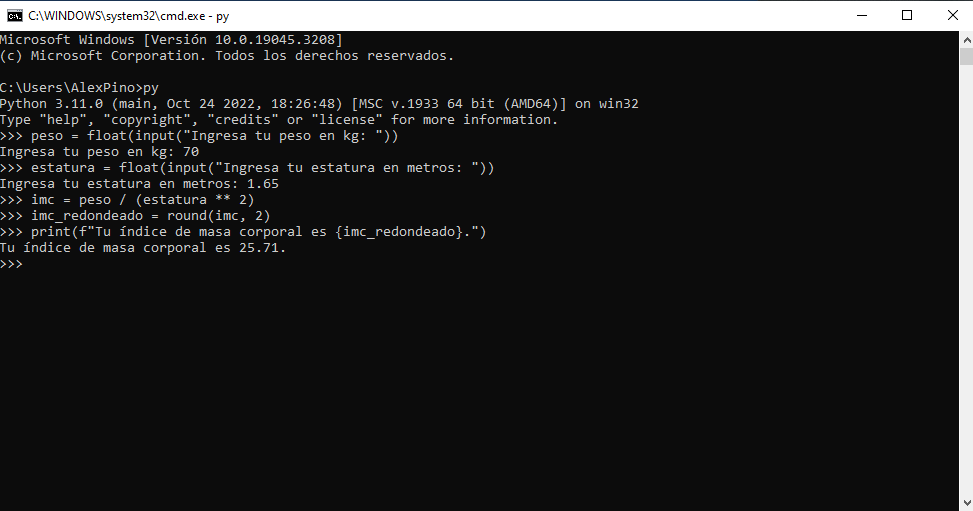 C:\WINDOWS\system32\cmd.exe - py
Microsoft Windows [Versión 10.0.19045.3208]
(c) Microsoft Corporation. Todos los derechos reservados.
C:\Users\AlexPino>py
Python 3.11.0 (main, Oct 24 2022, 18:26:48) [MSC v.1933 64 bit (AMD64)] on win32
Type "help", "copyright", "credits" or "license" for more information.
>>> peso = float(input("Ingresa tu peso en kg: "))
Ingresa tu peso en kg: 70
>>> estatura = float(input("Ingresa tu estatura en metros: "))
Ingresa tu estatura en metros: 1.65
>>> imc = peso / (estatura ** 2)
>>> imc_redondeado = round(imc, 2)
>>> print(f"Tu índice de masa corporal es {imc_redondeado}.")
Tu índice de masa corporal es 25.71.
>>>